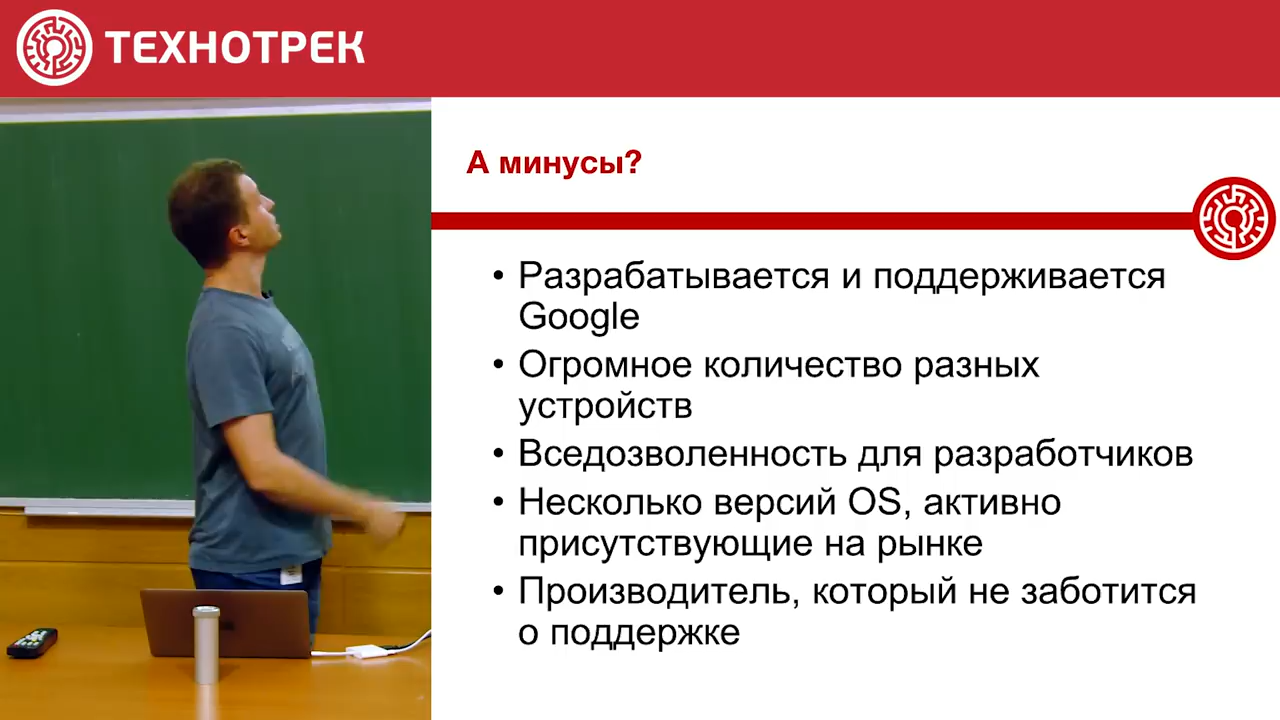 ТЕХНОТРЕК
А минусы?
• Разрабатывается и поддерживается
Google
• Огромное количество разных
устройств
• Вседозволенность для разработчиков
• Несколько версий OS, активно
присутствующие на рынке
• Производитель, который не заботится
о поддержке